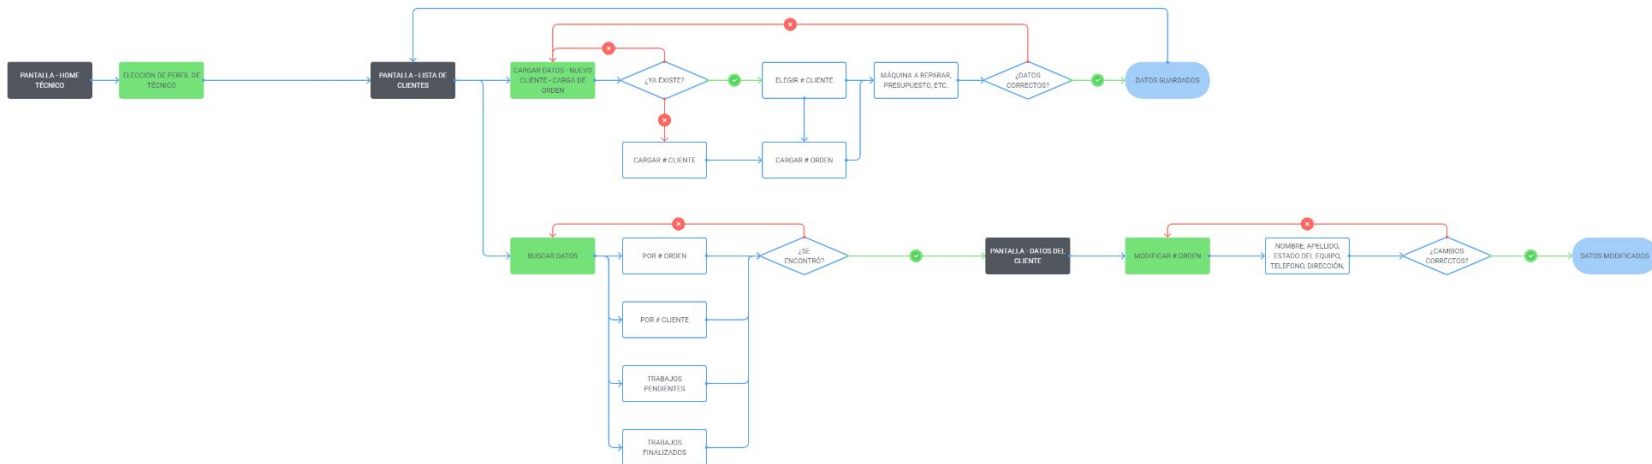 PANTALLA - HOME
TÉCNICO
ELECCIÓN DE PERFIL DE
TÉCNICO
PANTALLA - LISTA DE
CLIENTES
CARGAR DATOS - NUEVO
CLIENTE - CARGA DE
ORDEN
¿YA EXISTE?
ELEGIR # CLIENTE
MÁQUINA A REPARAR,
PRESUPUESTO, ETC.
¿DATOS
CORRECTOS?
DATOS GUARDADOS
CARGAR # CLIENTE
CARGAR # ORDEN
BUSCAR DATOS
POR # ORDEN
¿SE
ENCONTRÓ?
PANTALLA - DATOS DEL
CLIENTE
MODIFICAR # ORDEN
NOMBRE, APELLIDO,
ESTADO DEL EQUIPO,
TELEFONO, DIRECCIÓN,
¿CAMBIOS
CORRECTOS?
DATOS MODIFICADOS
POR # CLIENTE
TRABAJOS
PENDIENTES
TRABAJOS
FINALIZADOS